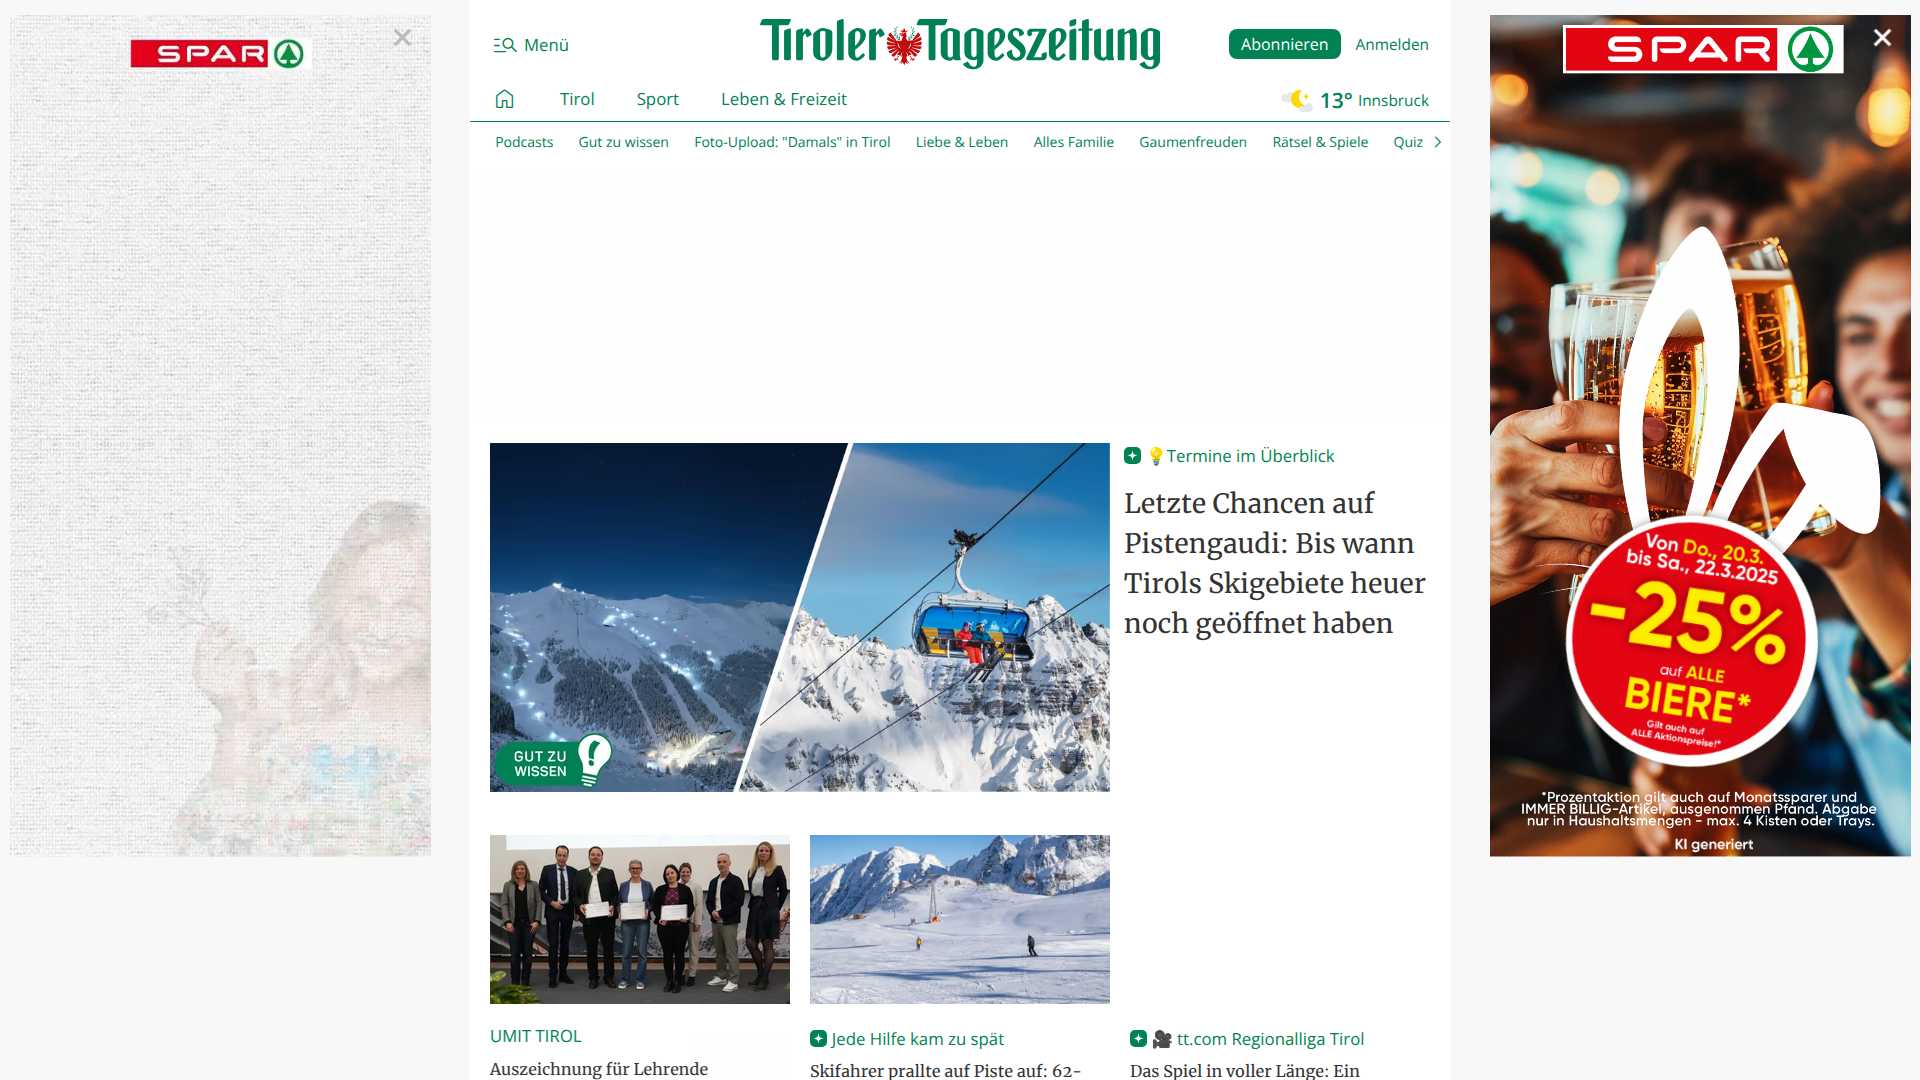 SPAR
Menü
Tiroler Tageszeitung
Abonnieren
Anmelden
Tirol
Sport
Leben & Freizeit
13° Innsbruck
Podcasts
Gut zu wissen
Foto-Upload: "Damals" in Tirol
Liebe & Leben
Alles Familie
Gaumenfreuden
Rätsel & Spiele
Quiz
GUT ZU
WISSEN
💡Termine im Überblick
Letzte Chancen auf
Pistengaudi: Bis wann
Tirols Skigebiete heuer
noch geöffnet haben
UMIT TIROL
Auszeichnung für Lehrende
Jede Hilfe kam zu spät
Skifahrer prallte auf Piste auf: 62-
🎥 tt.com Regionalliga Tirol
Das Spiel in voller Länge: Ein
SPAR
Von Do., 20.3.
bis Sa., 22.3.2025
-25%
auf ALLE
BIERE*
Gilt auch auf
ALLE Aktionspreise!*
*Prozentaktion gilt auch auf Monatssparer und
IMMER BILLIG-Artikel, ausgenommen Pfand. Abgabe
nur in Haushaltsmengen - max. 4 Kisten oder Trays.
KI generiert